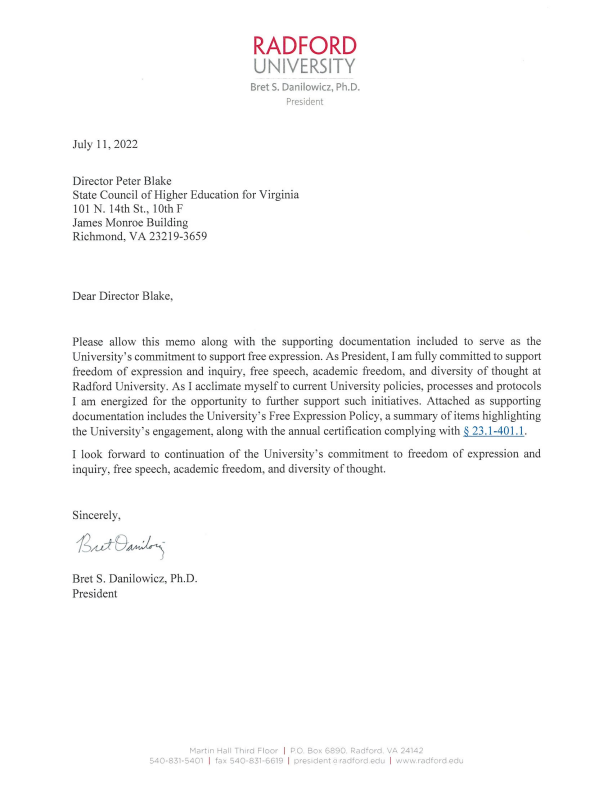 RADFORD
UNIVERSITY
Bret S. Danilowicz, Ph.D.
President
July 11, 2022
Director Peter Blake
State Council of Higher Education for Virginia
101 N. 14th St., 10th F
James Monroe Building
Richmond, VA 23219-3659
Dear Director Blake,
Please allow this memo along with the supporting documentation included to serve as the
University's commitment to support free expression. As President, I am fully committed to support
freedom of expression and inquiry, free speech, academic freedom, and diversity of thought at
Radford University. As I acclimate myself to current University policies, processes and protocols
I am energized for the opportunity to further support such initiatives. Attached as supporting
documentation includes the University's Free Expression Policy, a summary of items highlighting
the University's engagement, along with the annual certification complying with § 23.1-401.1.
I look forward to continuation of the University's commitment to freedom of expression and
inquiry, free speech, academic freedom, and diversity of thought.
Sincerely,
Bret S. Danilowicz, Ph.D.
President
Martin Hall Third Floor | P.O. Box 6890, Radford, VA 24142
540-831-5401 | fax 540-831-6619 | president@radford.edu | www.radford.edu